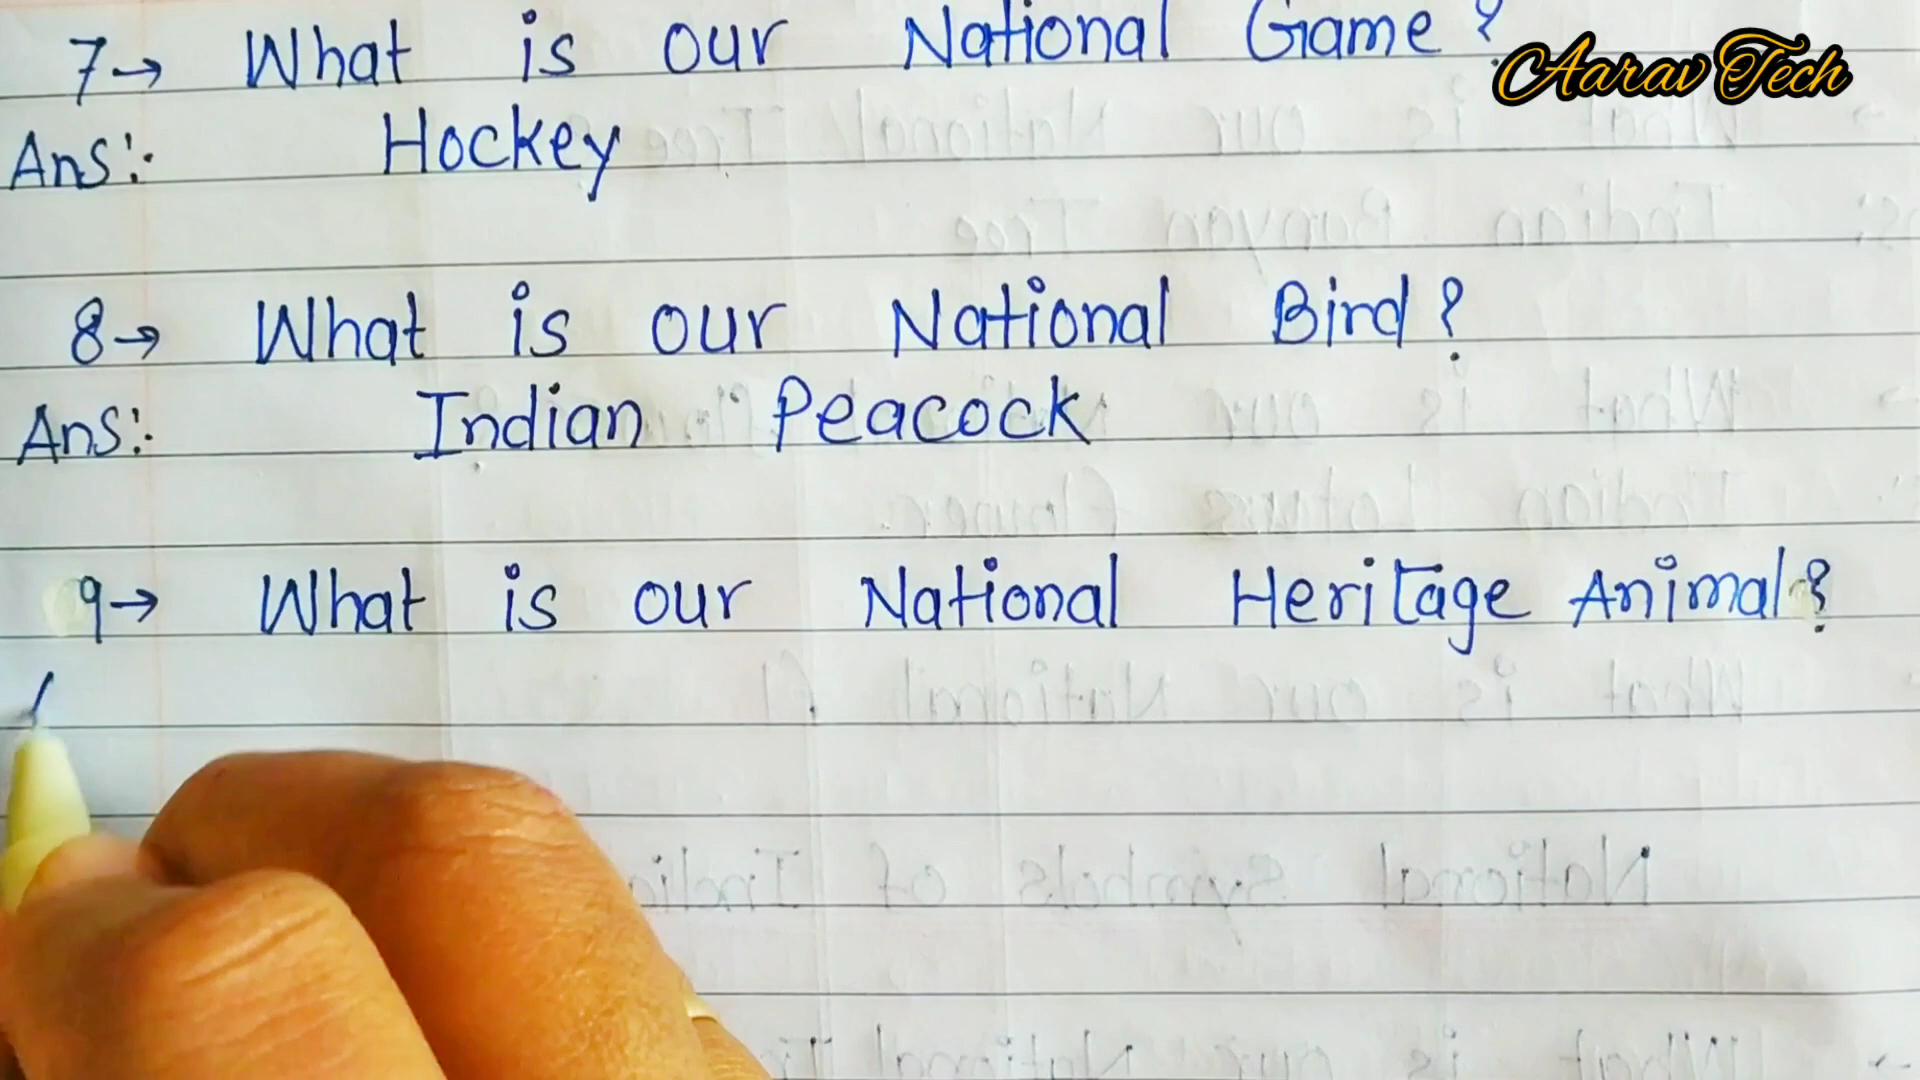 7→ What is our National Game?
Aarav Tech
Ans:. Hockey
8→ What is our National Bird?
Ans:. Indian Peacock
9→ What is our National Heritage Animal?